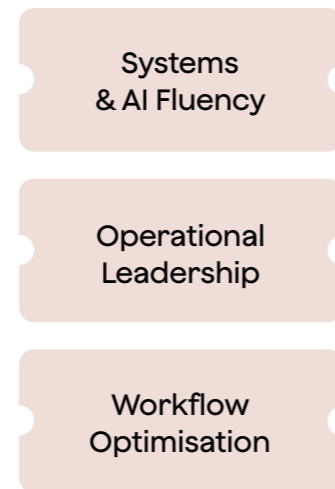 Systems
& AI Fluency
Operational
Leadership
Workflow
Optimisation